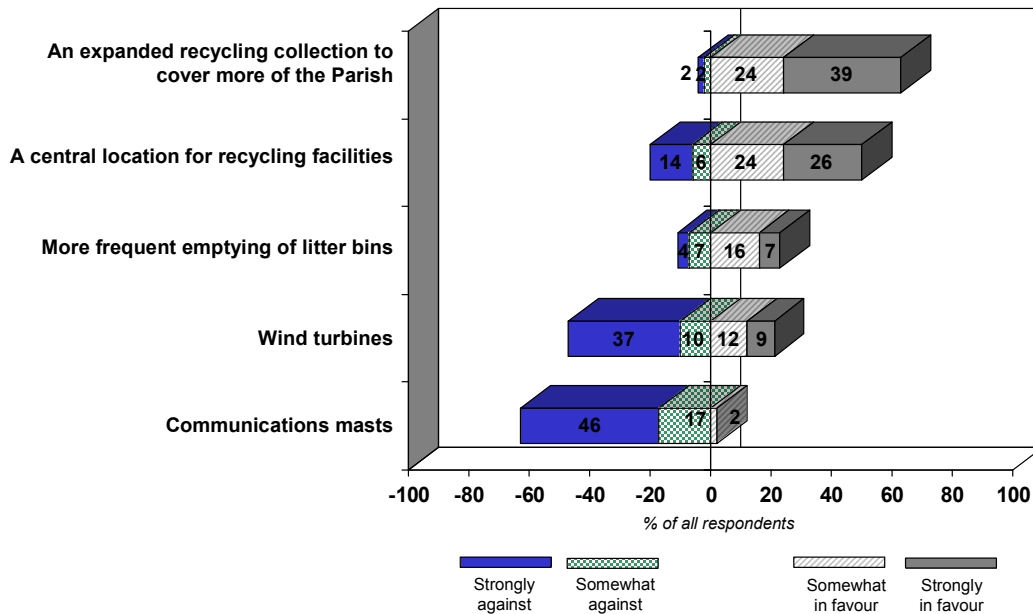 An expanded recycling collection to
cover more of the Parish
2 2 24 39
A central location for recycling facilities
14 6 24 26
More frequent emptying of litter bins
4 7 16 7
Wind turbines
37 10 12 9
Communications masts
46 17 2
-100 -80 -60 -40 -20 0 20 40 60 80 100
% of all respondents
Strongly
against
Somewhat
against
Somewhat
in favour
Strongly
in favour